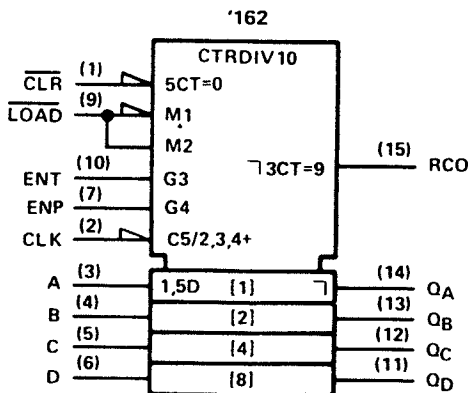 '162
CTRDIV10
CLR (1) 5CT=0
LOAD (9) M1
M2
ENT (10) G3 ⌝3CT=9 (15) RCO
ENP (7) G4
CLK (2) C5/2,3,4+
A (3) 1,5D [1] ⌝ (14) QA
B (4) [2] (13) QB
C (5) [4] (12) QC
D (6) [8] (11) QD